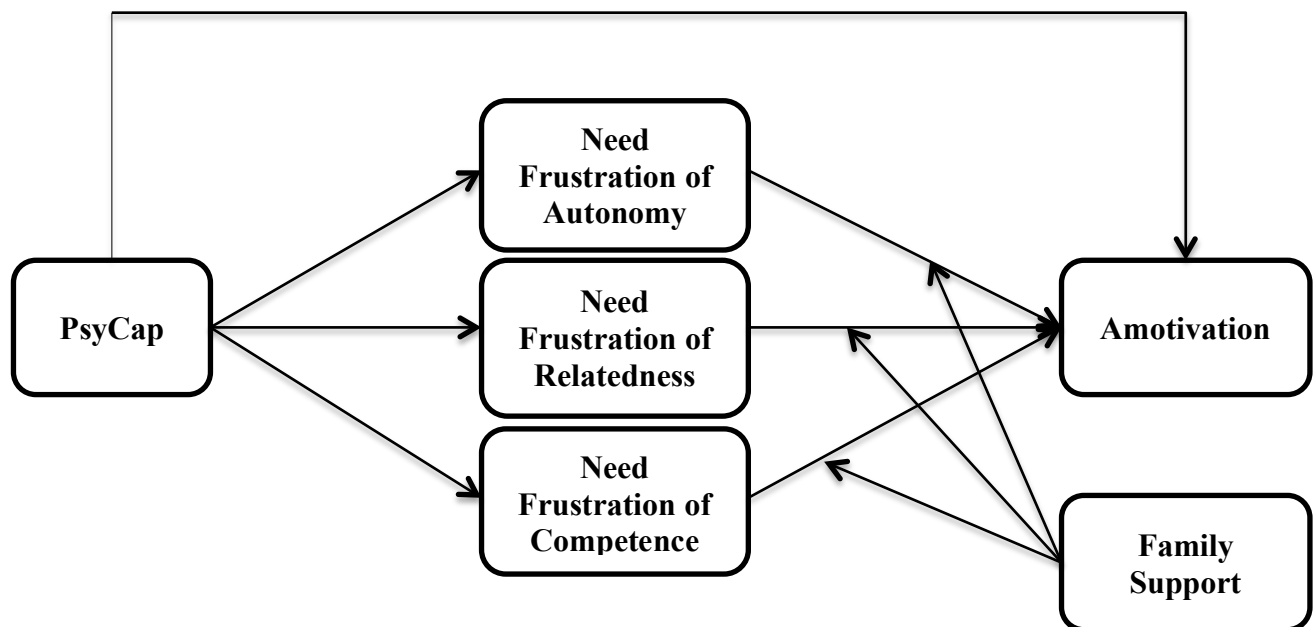 Need
Frustration of
Autonomy
PsyCap
Need
Frustration of
Relatedness
Amotivation
Need
Frustration of
Competence
Family
Support